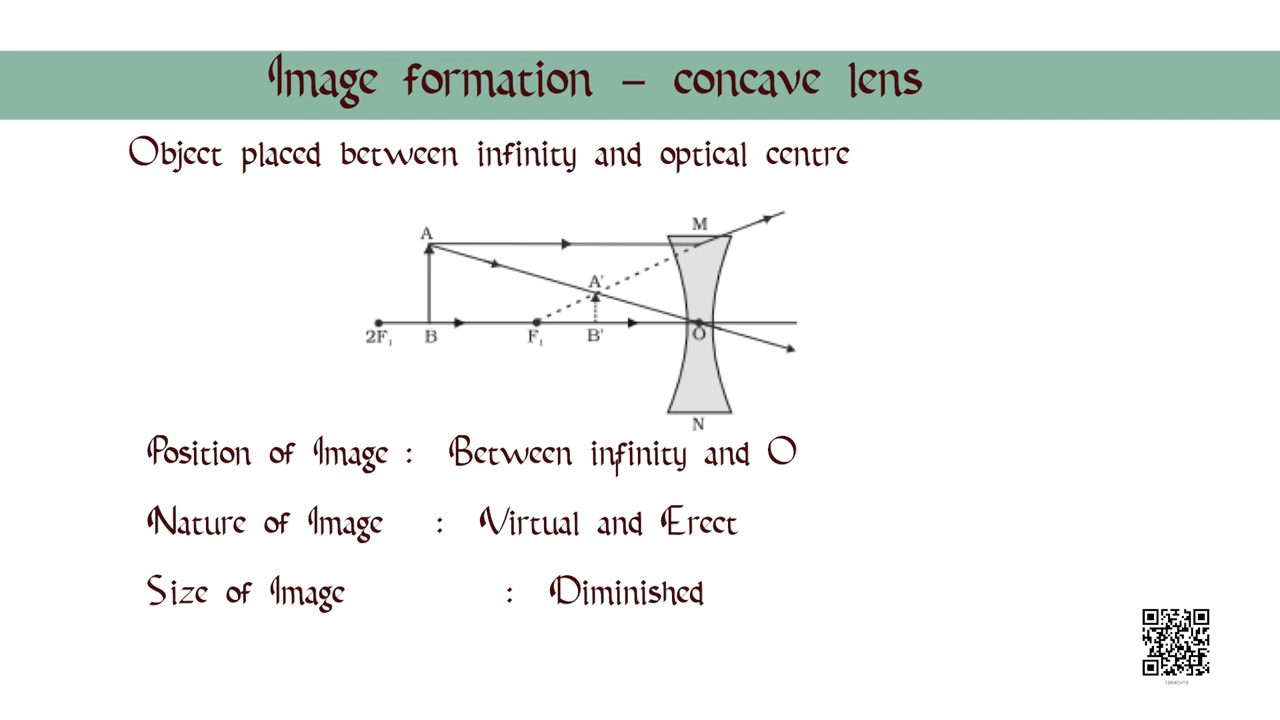 Image formation – concave lens
Object placed between infinity and optical centre
M
A
A'
2F₁ B F₁ B' O
N
Position of Image : Between infinity and O
Nature of Image : Virtual and Erect
Size of Image : Diminished